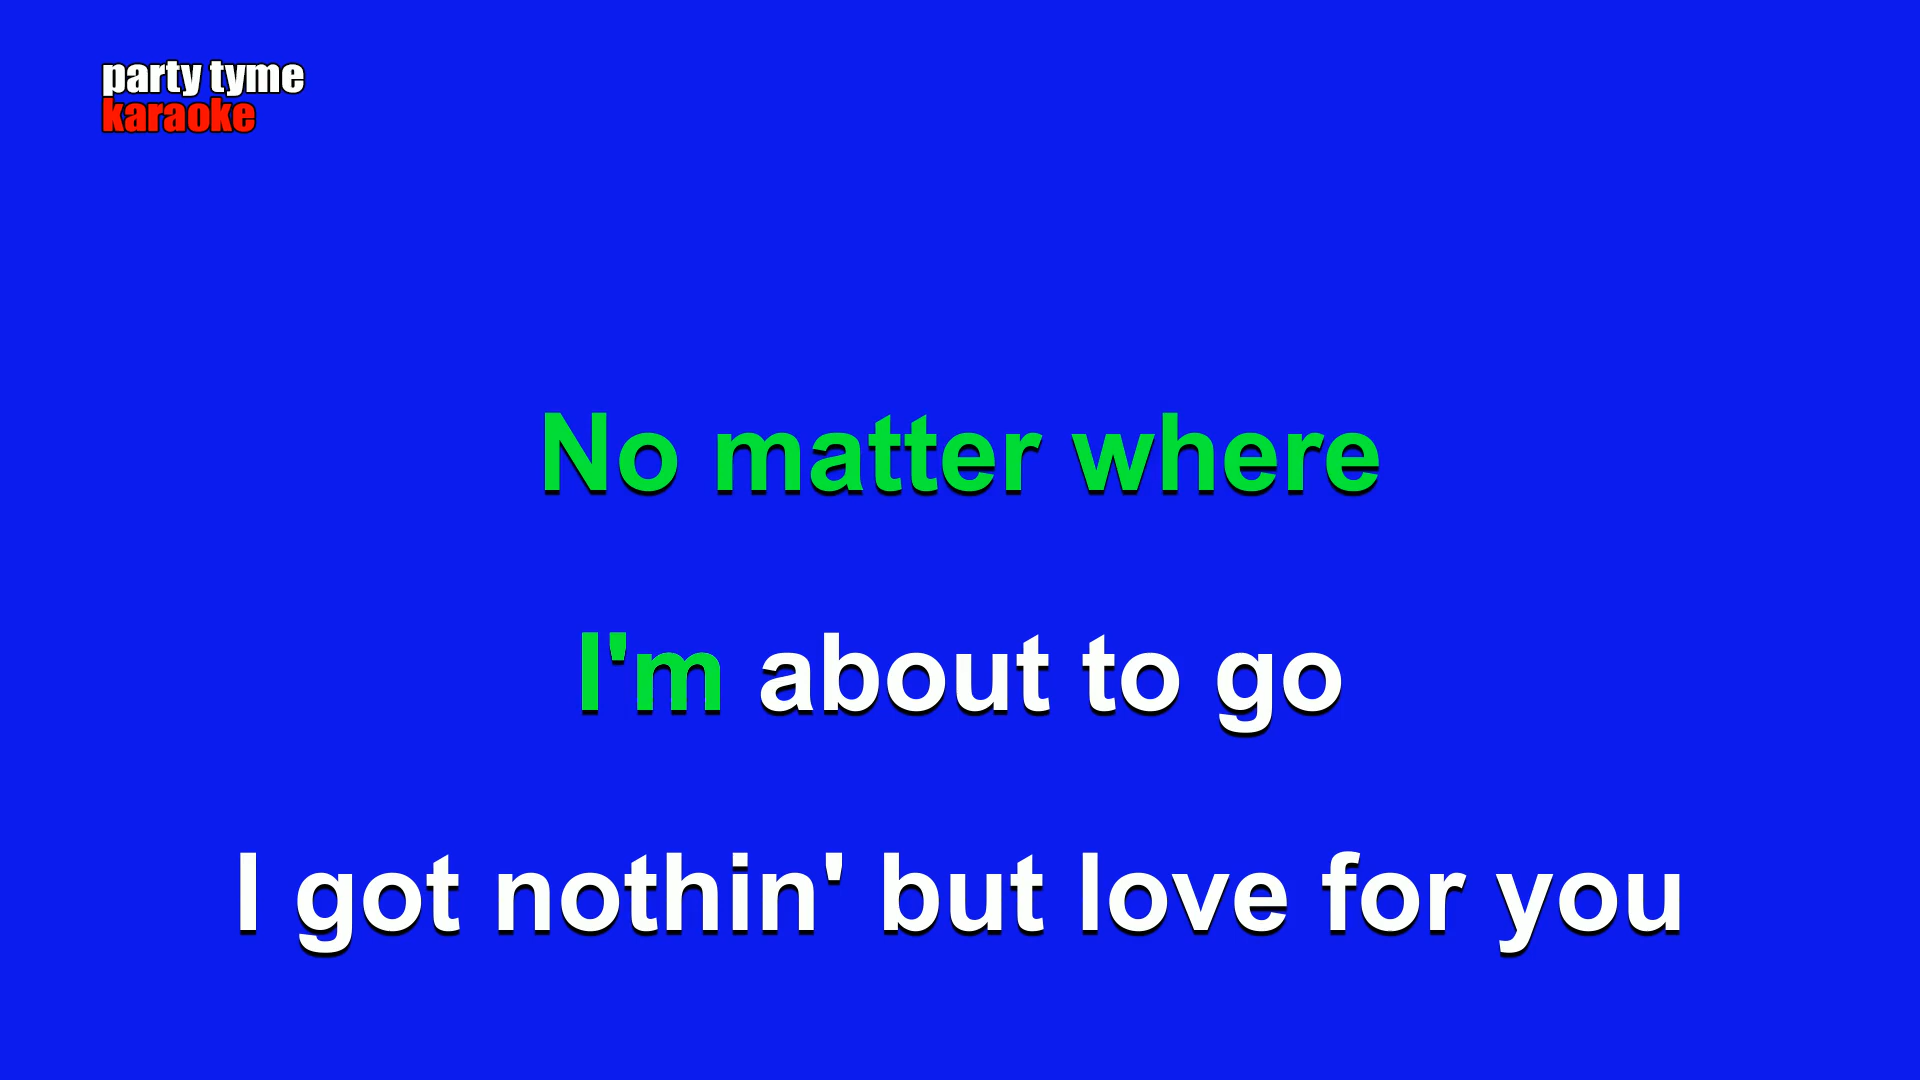 party tyme
karaoke
No matter where
I'm about to go
I got nothin' but love for you